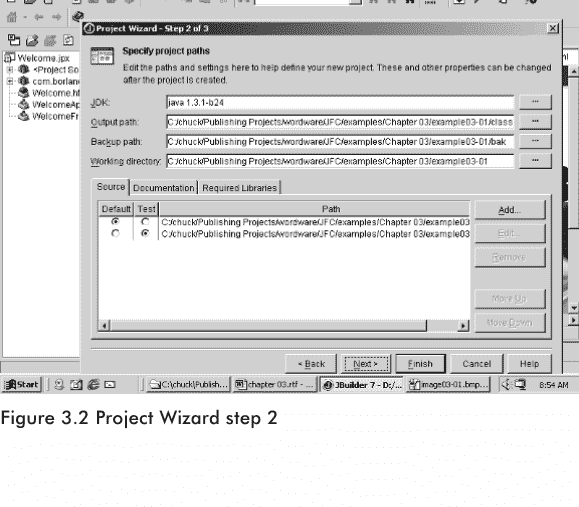 Project Wizard - Step 2 of 3
Welcome.jpx
<Project So
com.borlan
Welcome.ht
WelcomeAp
WelcomeFr
Specify project paths
Edit the paths and settings here to help define your new project. These and other properties can be changed
after the project is created.
JDK: java 1.3.1-b24 ...
Output path: C:/chuck/Publishing Projects/wordware/JFC/examples/Chapter 03/example03-01/class ...
Backup path: C:/chuck/Publishing Projects/wordware/JFC/examples/Chapter 03/example03-01/bak ...
Working directory: C:/chuck/Publishing Projects/wordware/JFC/examples/Chapter 03/example03-01 ...
Source Documentation Required Libraries
Default Test Path
C:/chuck/Publishing Projects/wordware/JFC/examples/Chapter 03/example03
C:/chuck/Publishing Projects/wordware/JFC/examples/Chapter 03/example03
Add...
Edit...
Remove
Move Up
Move Down
< Back Next > Finish Cancel Help
Start C:\chuck\Publish... chapter 03.rtf - ... JBuilder 7 - D:/... image03-01.bmp... 8:54 AM
Figure 3.2 Project Wizard step 2